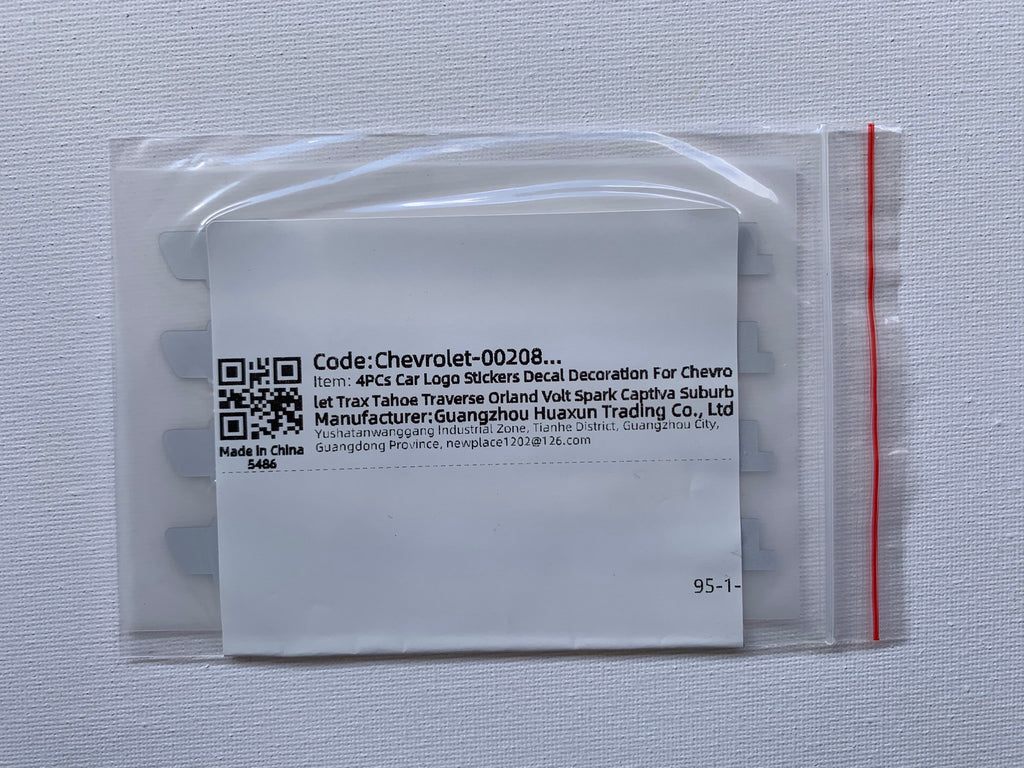 Code:Chevrolet-00208...
Item: 4PCs Car Logo Stickers Decal Decoration For Chevro
let Trax Tahoe Traverse Orland Volt Spark Captiva Suburb
Manufacturer:Guangzhou Huaxun Trading Co., Ltd
Yushatanwanggang Industrial Zone, Tianhe District, Guangzhou City,
Guangdong Province, newplace1202@126.com
Made in China
5486
95-1-